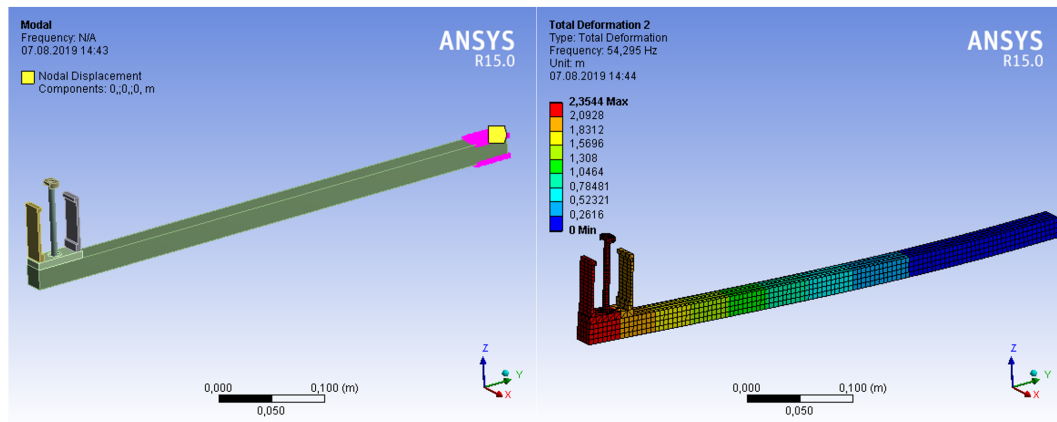 Modal
Frequency: N/A
07.08.2019 14:43
ANSYS
R15.0
Nodal Displacement
Components: 0,;0,;0, m
0,000
0,100 (m)
0,050
Z
Y
X
Total Deformation 2
Type: Total Deformation
Frequency: 54,295 Hz
Unit: m
07.08.2019 14:44
ANSYS
R15.0
2,3544 Max
2,0928
1,8312
1,5696
1,308
1,0464
0,78481
0,52321
0,2616
0 Min
0,000
0,100 (m)
0,050
Z
Y
X